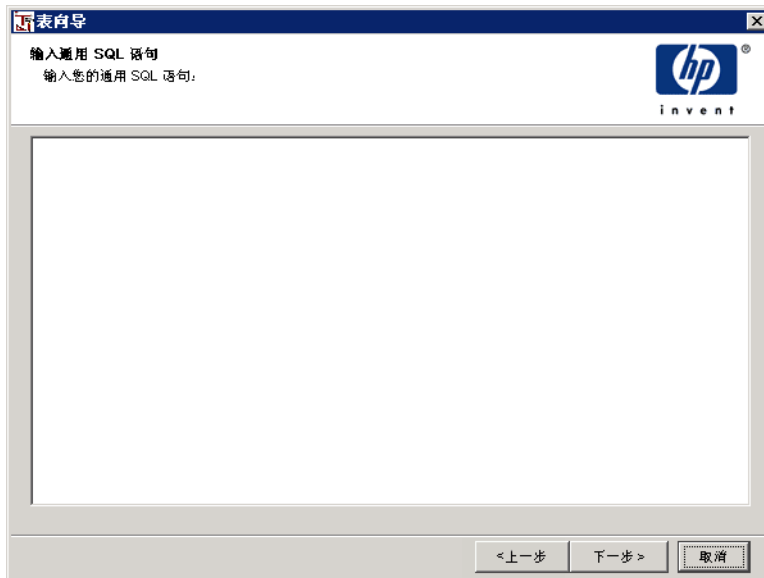 表向导
输入通用 SQL 语句
输入您的通用 SQL 语句:
hp
®
invent
<上一步
下一步>
取消